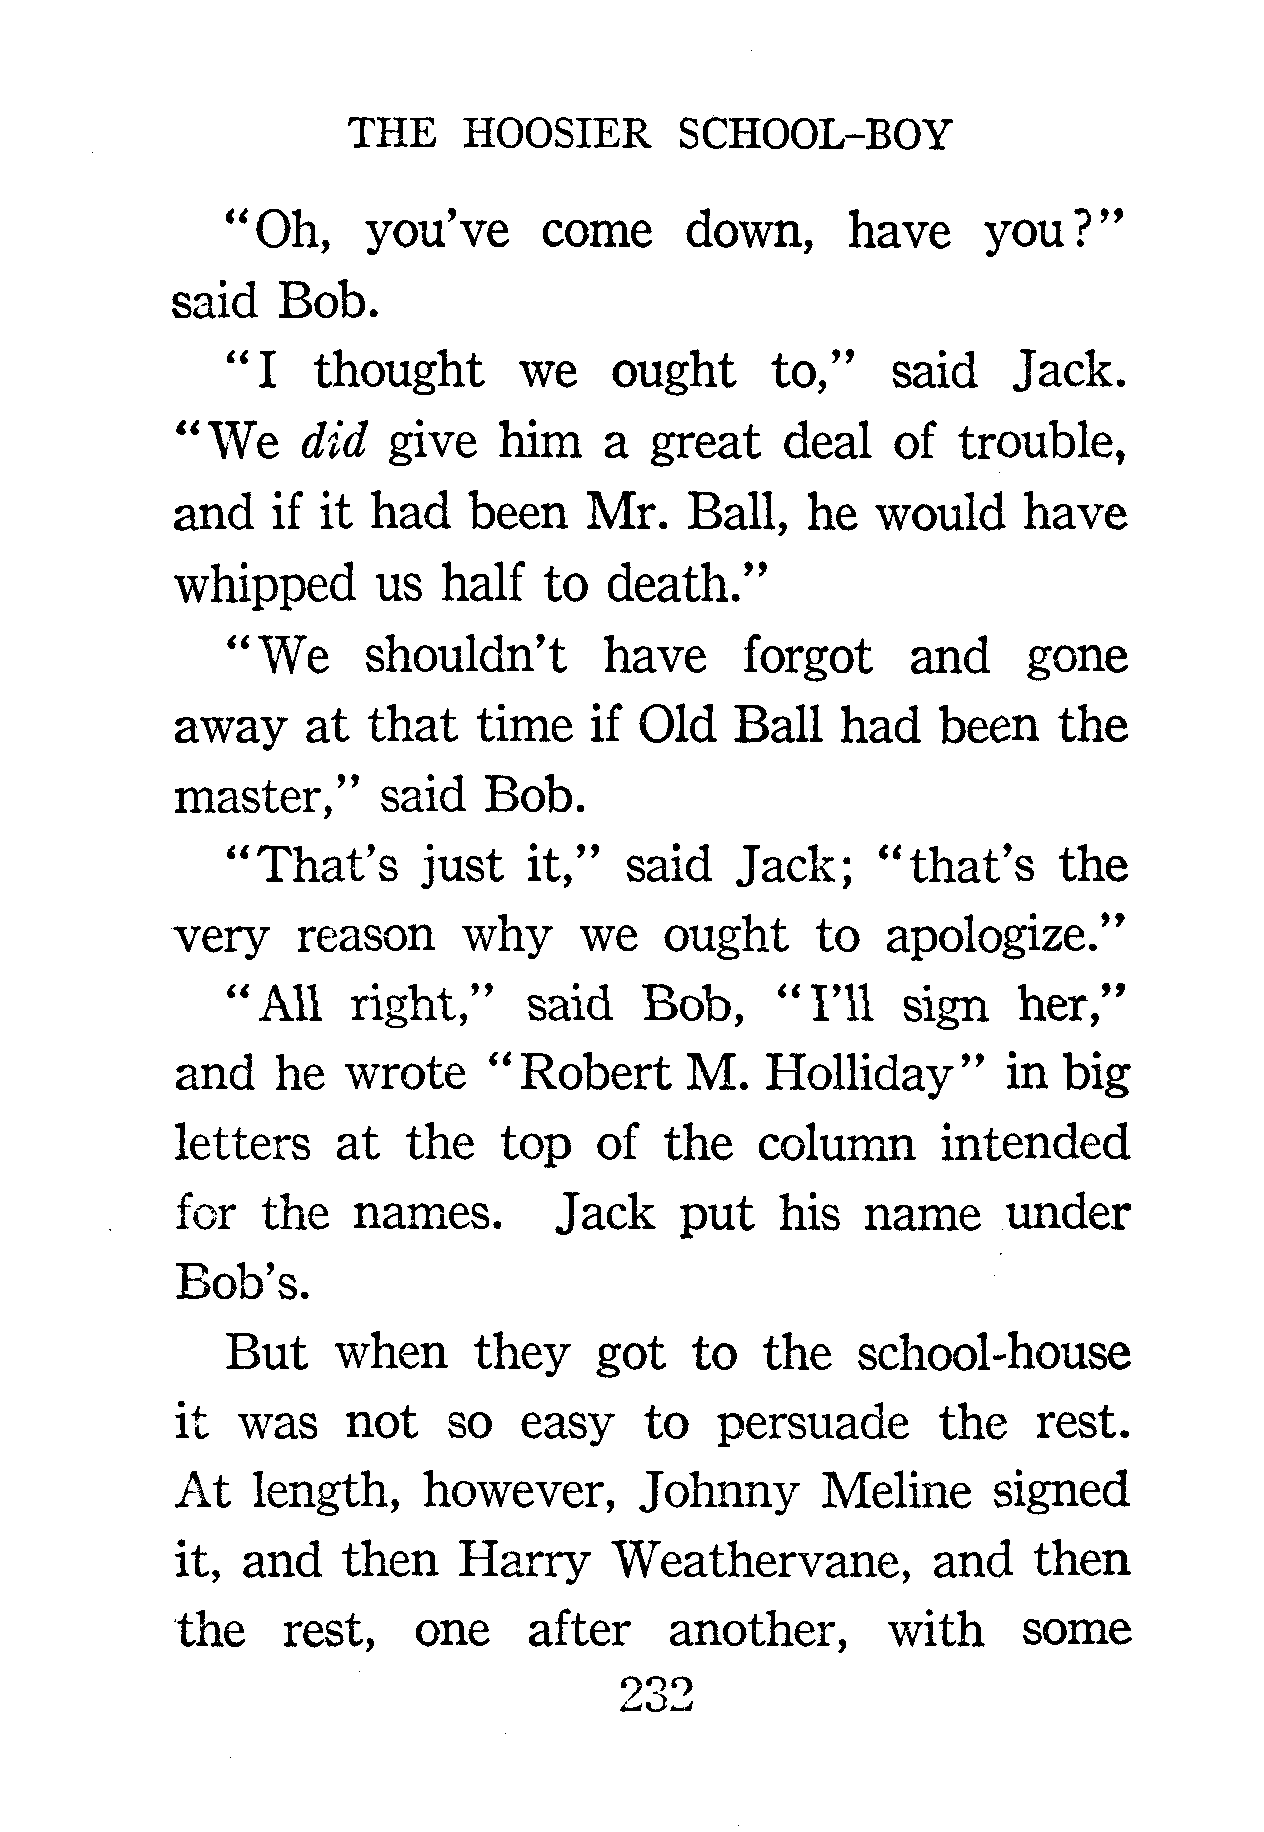 THE HOOSIER SCHOOL-BOY
"Oh, you've come down, have you?"
said Bob.
"I thought we ought to," said Jack.
"We did give him a great deal of trouble,
and if it had been Mr. Ball, he would have
whipped us half to death."
"We shouldn't have forgot and gone
away at that time if Old Ball had been the
master," said Bob.
"That's just it," said Jack; "that's the
very reason why we ought to apologize."
"All right," said Bob, "I'll sign her,"
and he wrote "Robert M. Holliday" in big
letters at the top of the column intended
for the names. Jack put his name under
Bob's.
But when they got to the school-house
it was not so easy to persuade the rest.
At length, however, Johnny Meline signed
it, and then Harry Weathervane, and then
the rest, one after another, with some
232